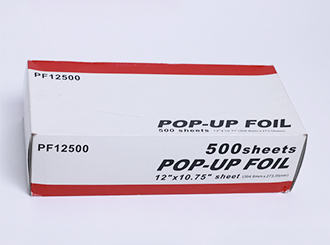 PF12500
POP-UP FOIL
500 sheets
PF12500
500sheets
POP-UP FOIL
12"x10.75" sheet